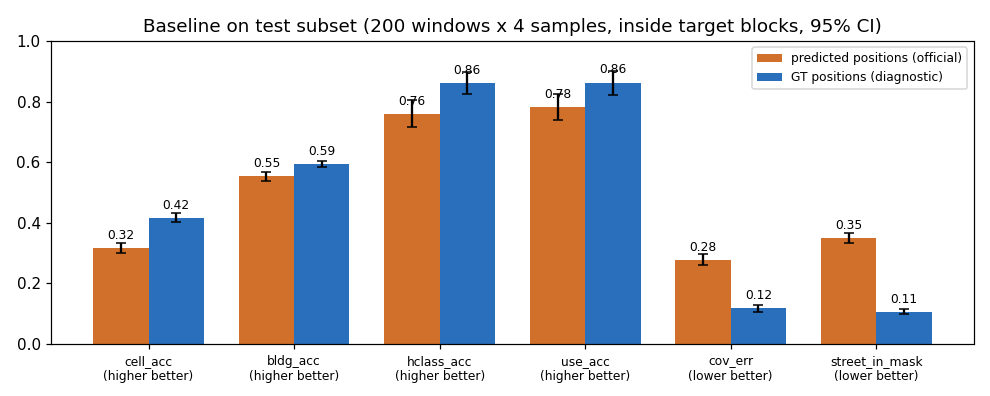 Baseline on test subset (200 windows x 4 samples, inside target blocks, 95% CI)
predicted positions (official)
GT positions (diagnostic)
1.0
0.8
0.6
0.4
0.2
0.0
0.32
0.42
0.55
0.59
0.76
0.86
0.78
0.86
0.28
0.12
0.35
0.11
cell_acc
(higher better)
bldg_acc
(higher better)
hclass_acc
(higher better)
use_acc
(higher better)
cov_err
(lower better)
street_in_mask
(lower better)